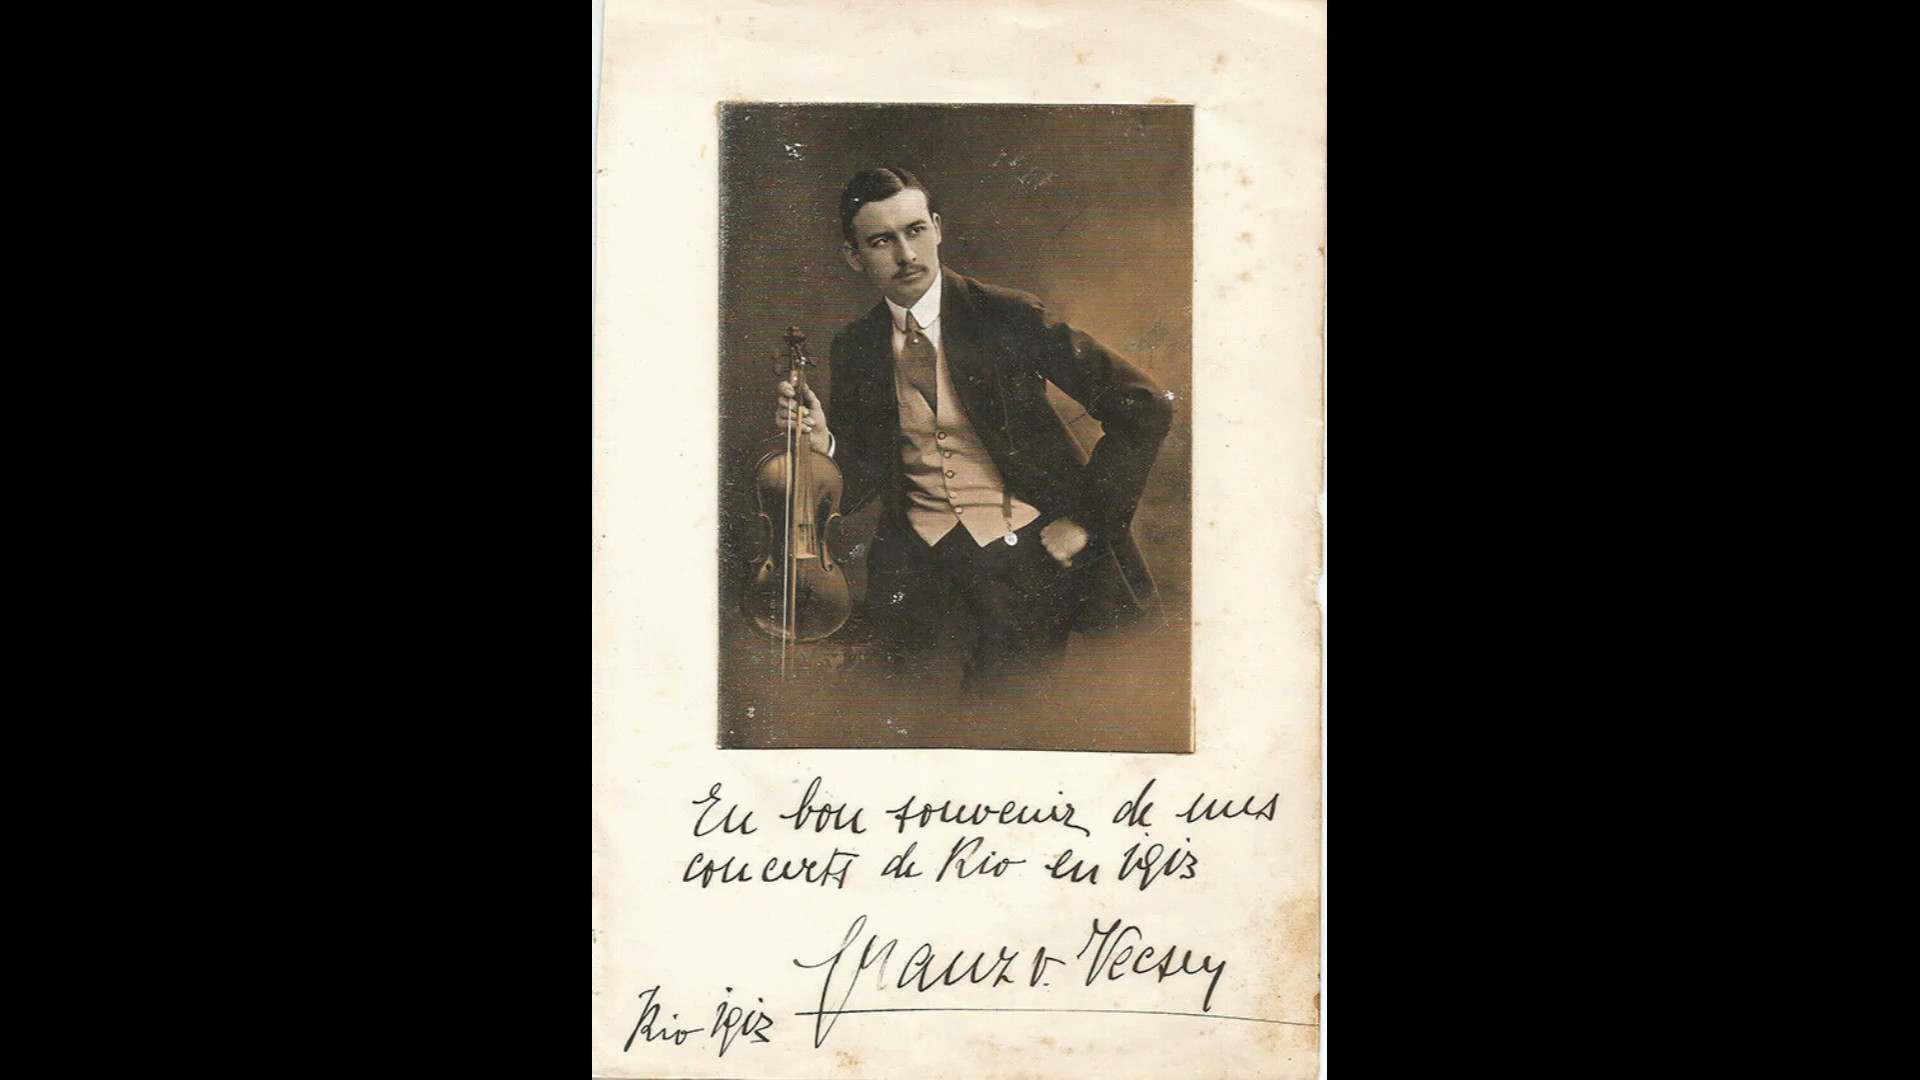 En bon souvenir de mes
concerts de Rio en 1913
Franz v. Vecsey
Rio 1913